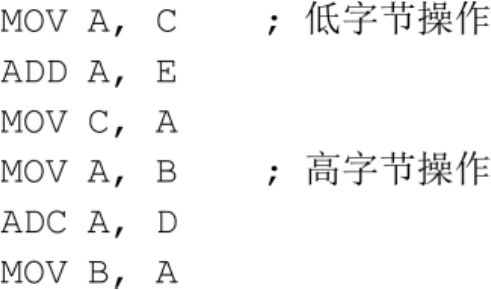 MOV A, C ; 低字节操作
ADD A, E
MOV C, A
MOV A, B ; 高字节操作
ADC A, D
MOV B, A